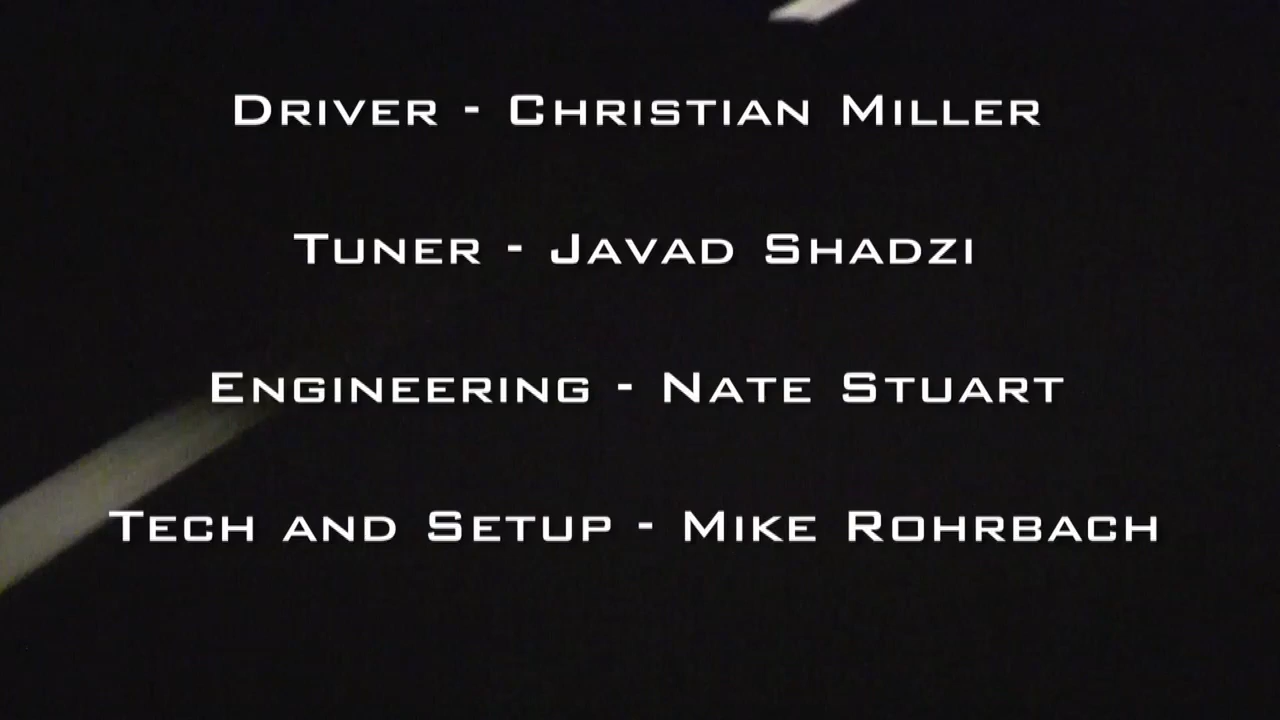 Driver - Christian Miller
Tuner - Javad Shadzi
Engineering - Nate Stuart
Tech and Setup - Mike Rohrbach